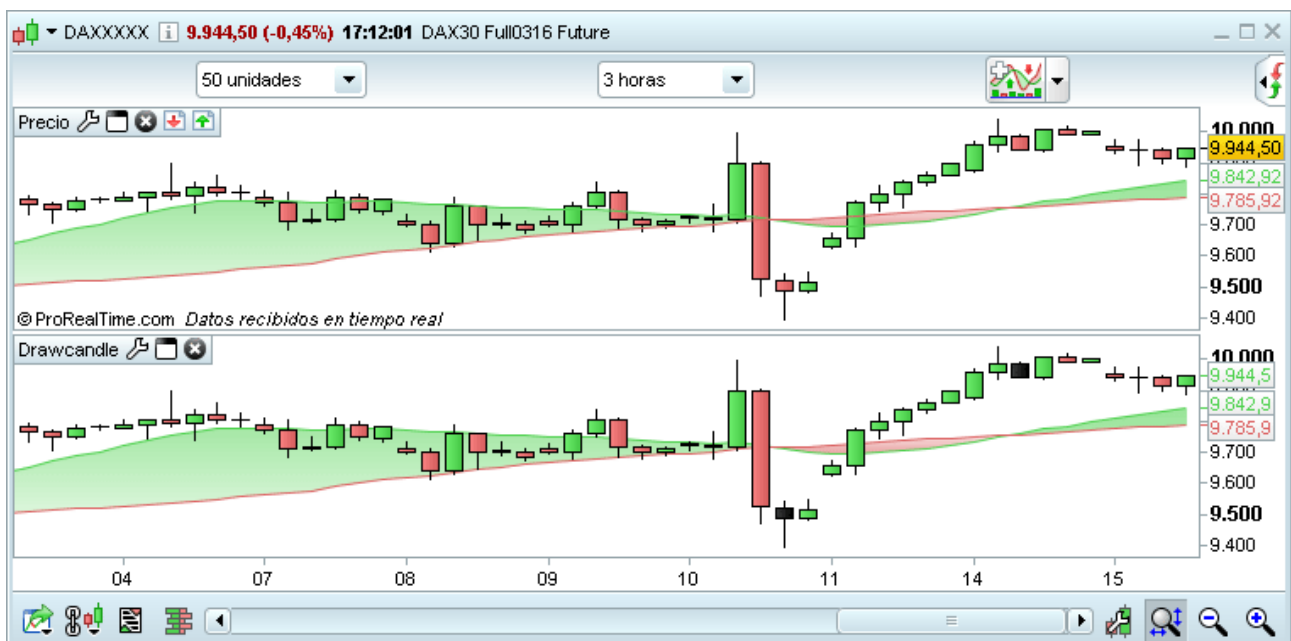 DAXXXXX i 9.944,50 (-0,45%) 17:12:01 DAX30 Full0316 Future
50 unidades 3 horas
Precio
10.000
9.944,50
9.842,92
9.785,92
9.700
9.600
9.500
9.400
© ProRealTime.com Datos recibidos en tiempo real
Drawcandle
10.000
9.944,5
9.842,9
9.785,9
9.700
9.600
9.500
9.400
04 07 08 09 10 11 14 15